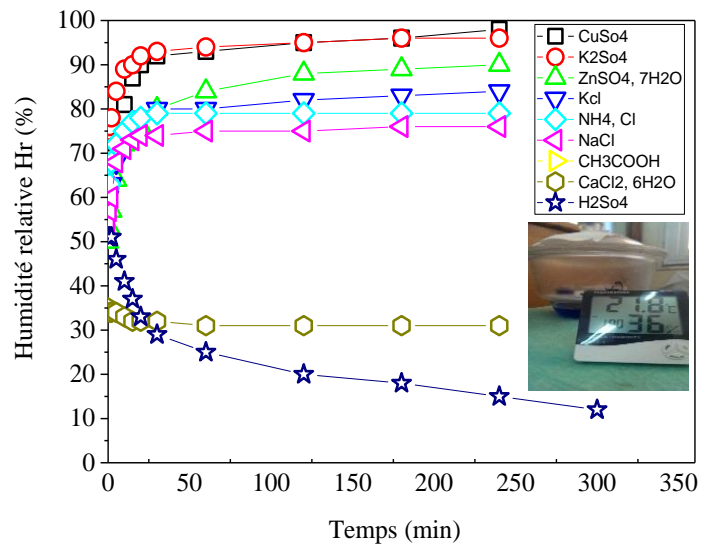 100
90
80
70
60
50
40
30
20
10
0
Humidité relative Hr (%)
0
50
100
150
200
250
300
350
Temps (min)
CuSo4
K2So4
ZnSO4, 7H2O
Kcl
NH4, Cl
NaCl
CH3COOH
CaCl2, 6H2O
H2So4
36